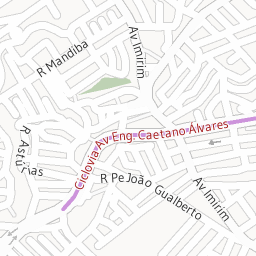 Av Imirim
R Mandiba
Ciclovia Av Eng. Caetano Álvares
R Astúrias
R Pe João Gualberto
Av Imirim